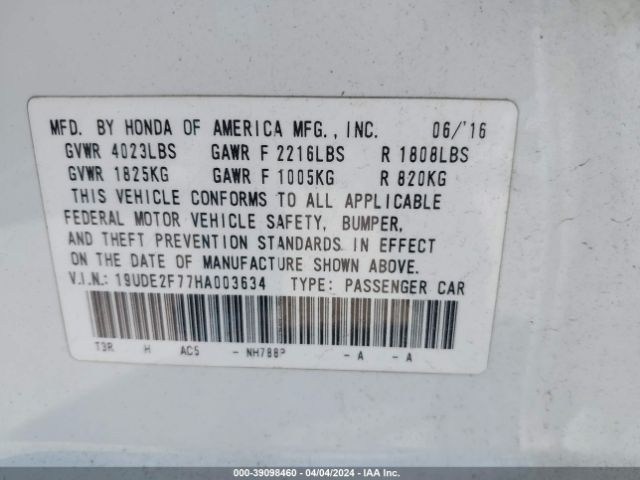 MFD. BY HONDA OF AMERICA MFG., INC. 06/'16
GVWR 4023LBS GAWR F 2216LBS R 1808LBS
GVWR 1825KG GAWR F 1005KG R 820KG
THIS VEHICLE CONFORMS TO ALL APPLICABLE
FEDERAL MOTOR VEHICLE SAFETY, BUMPER,
AND THEFT PREVENTION STANDARDS IN EFFECT
ON THE DATE OF MANUFACTURE SHOWN ABOVE.
V.I.N.: 19UDE2F77HA003634 TYPE: PASSENGER CAR
T3R H AC5 - NH788P - A - A
000-39098460 - 04/04/2024 - IAA Inc.